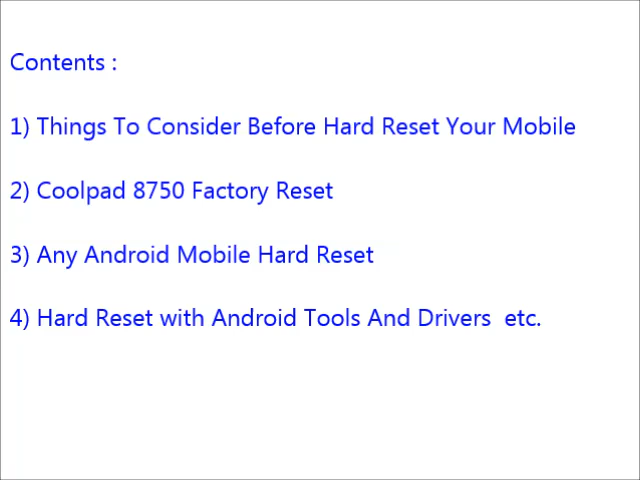 Contents :
1) Things To Consider Before Hard Reset Your Mobile
2) Coolpad 8750 Factory Reset
3) Any Android Mobile Hard Reset
4) Hard Reset with Android Tools And Drivers  etc.